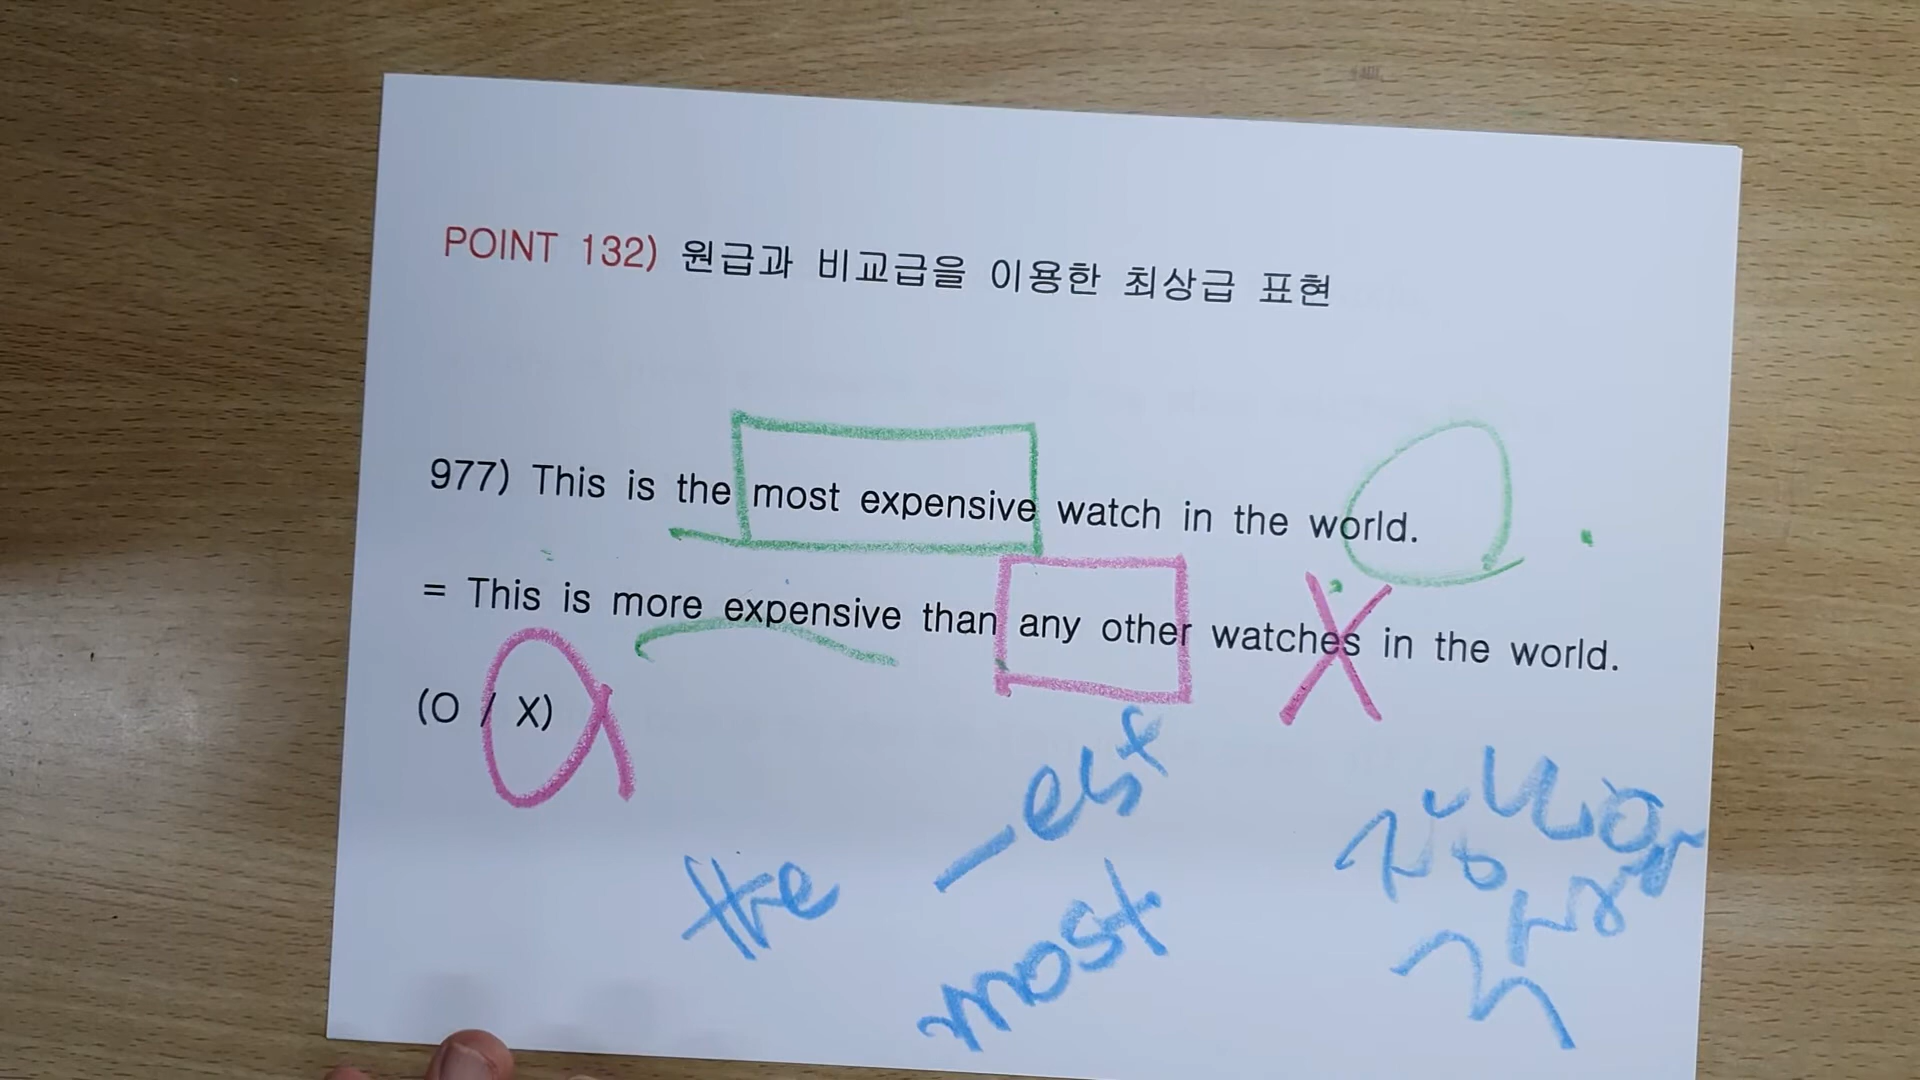 POINT 132) 원급과 비교급을 이용한 최상급 표현
977) This is the most expensive watch in the world.
= This is more expensive than any other watches in the world.
(O / X)
the -est
most